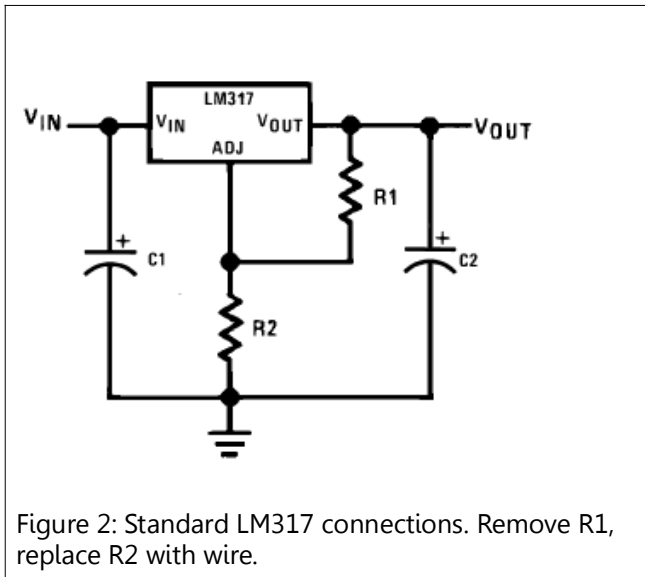 LM317
VIN
VIN
VOUT
VOUT
ADJ
R1
+
C1
+
C2
R2
Figure 2: Standard LM317 connections. Remove R1,
replace R2 with wire.